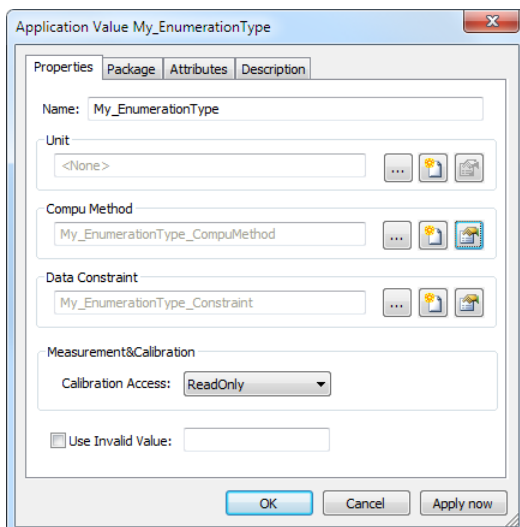 Application Value My_EnumerationType
Properties Package Attributes Description
Name: My_EnumerationType
Unit
<None> ...
Compu Method
My_EnumerationType_CompuMethod ...
Data Constraint
My_EnumerationType_Constraint ...
Measurement&Calibration
Calibration Access: ReadOnly
Use Invalid Value:
OK Cancel Apply now